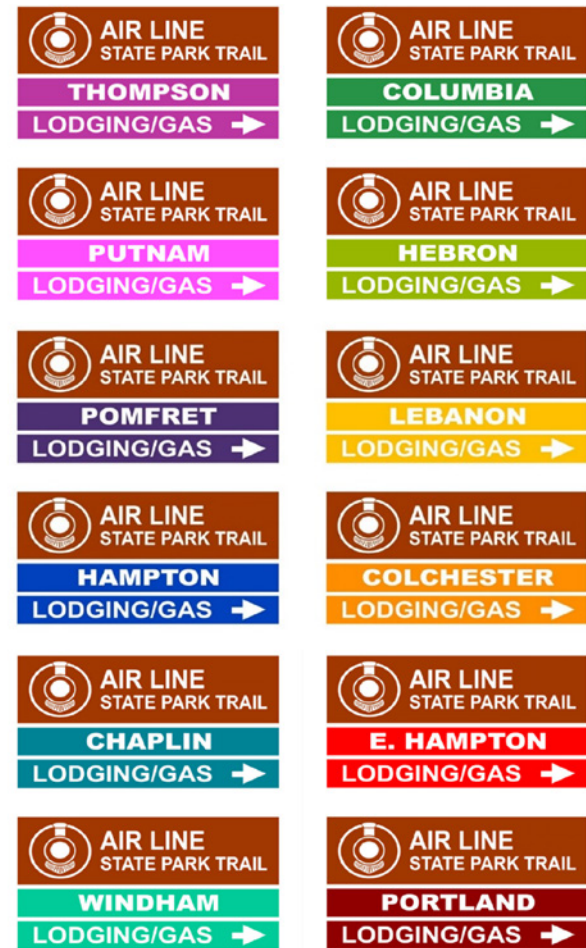 AIR LINE
STATE PARK TRAIL
THOMPSON
LODGING/GAS
AIR LINE
STATE PARK TRAIL
COLUMBIA
LODGING/GAS
AIR LINE
STATE PARK TRAIL
PUTNAM
LODGING/GAS
AIR LINE
STATE PARK TRAIL
HEBRON
LODGING/GAS
AIR LINE
STATE PARK TRAIL
POMFRET
LODGING/GAS
AIR LINE
STATE PARK TRAIL
LEBANON
LODGING/GAS
AIR LINE
STATE PARK TRAIL
HAMPTON
LODGING/GAS
AIR LINE
STATE PARK TRAIL
COLCHESTER
LODGING/GAS
AIR LINE
STATE PARK TRAIL
CHAPLIN
LODGING/GAS
AIR LINE
STATE PARK TRAIL
E. HAMPTON
LODGING/GAS
AIR LINE
STATE PARK TRAIL
WINDHAM
LODGING/GAS
AIR LINE
STATE PARK TRAIL
PORTLAND
LODGING/GAS